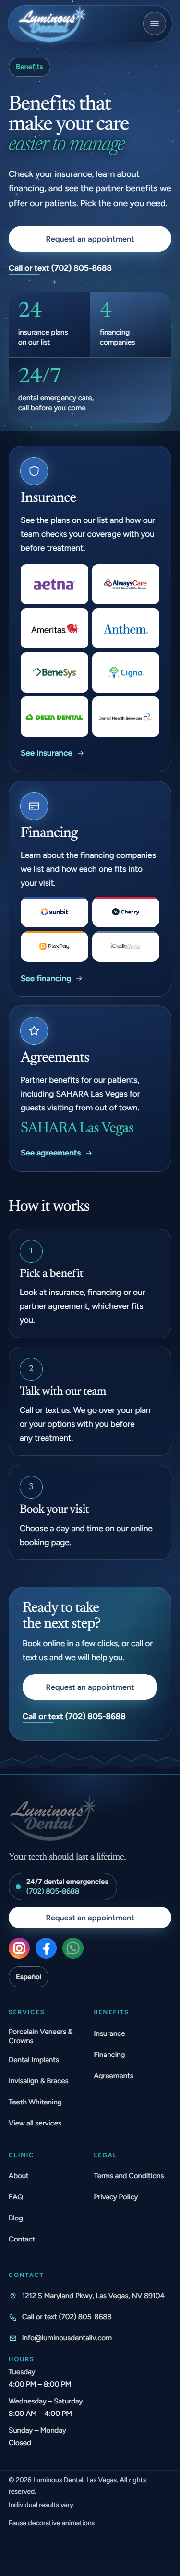 Luminous
Dental
Benefits
Benefits that
make your care
easier to manage
Check your insurance, learn about
financing, and see the partner benefits we
offer our patients. Pick the one you need.
Request an appointment
Call or text (702) 805-8688
24
insurance plans
on our list
4
financing
companies
24/7
dental emergency care,
call before you come
Insurance
See the plans on our list and how our
team checks your coverage with you
before treatment.
aetna
AlwaysCare
Ameritas
Anthem
BeneSys
Cigna
DELTA DENTAL
Dental Health Services
See insurance →
Financing
Learn about the financing companies
we list and how each one fits into
your visit.
sunbit
Cherry
PlexPay
iCreditWorks
See financing →
Agreements
Partner benefits for our patients,
including SAHARA Las Vegas for
guests visiting from out of town.
SAHARA Las Vegas
See agreements →
How it works
1
Pick a benefit
Look at insurance, financing or our
partner agreement, whichever fits
you.
2
Talk with our team
Call or text us. We go over your plan
or your options with you before
any treatment.
3
Book your visit
Choose a day and time on our online
booking page.
Ready to take
the next step?
Book online in a few clicks, or call or
text us and we will help you.
Request an appointment
Call or text (702) 805-8688
Luminous
Dental
Your teeth should last a lifetime.
24/7 dental emergencies
(702) 805-8688
Request an appointment
Español
SERVICES
Porcelain Veneers &
Crowns
Dental Implants
Invisalign & Braces
Teeth Whitening
View all services
BENEFITS
Insurance
Financing
Agreements
CLINIC
About
FAQ
Blog
Contact
LEGAL
Terms and Conditions
Privacy Policy
CONTACT
1212 S Maryland Pkwy, Las Vegas, NV 89104
Call or text (702) 805-8688
info@luminousdentallv.com
HOURS
Tuesday
4:00 PM – 8:00 PM
Wednesday – Saturday
8:00 AM – 4:00 PM
Sunday – Monday
Closed
© 2026 Luminous Dental, Las Vegas. All rights
reserved.
Individual results vary.
Pause decorative animations